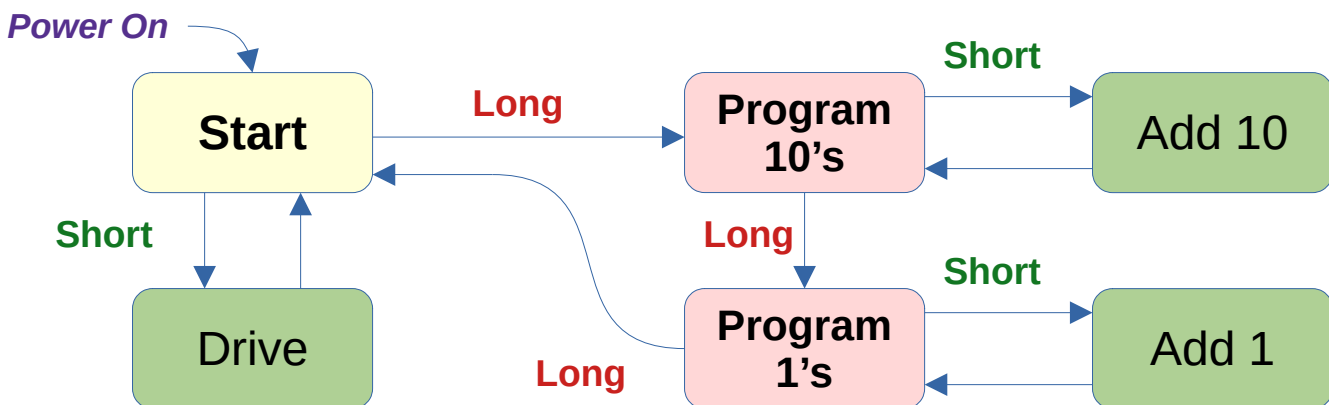 Power On
Short
Long
Start
Program
10’s
Add 10
Short
Long
Short
Drive
Program
1’s
Add 1
Long